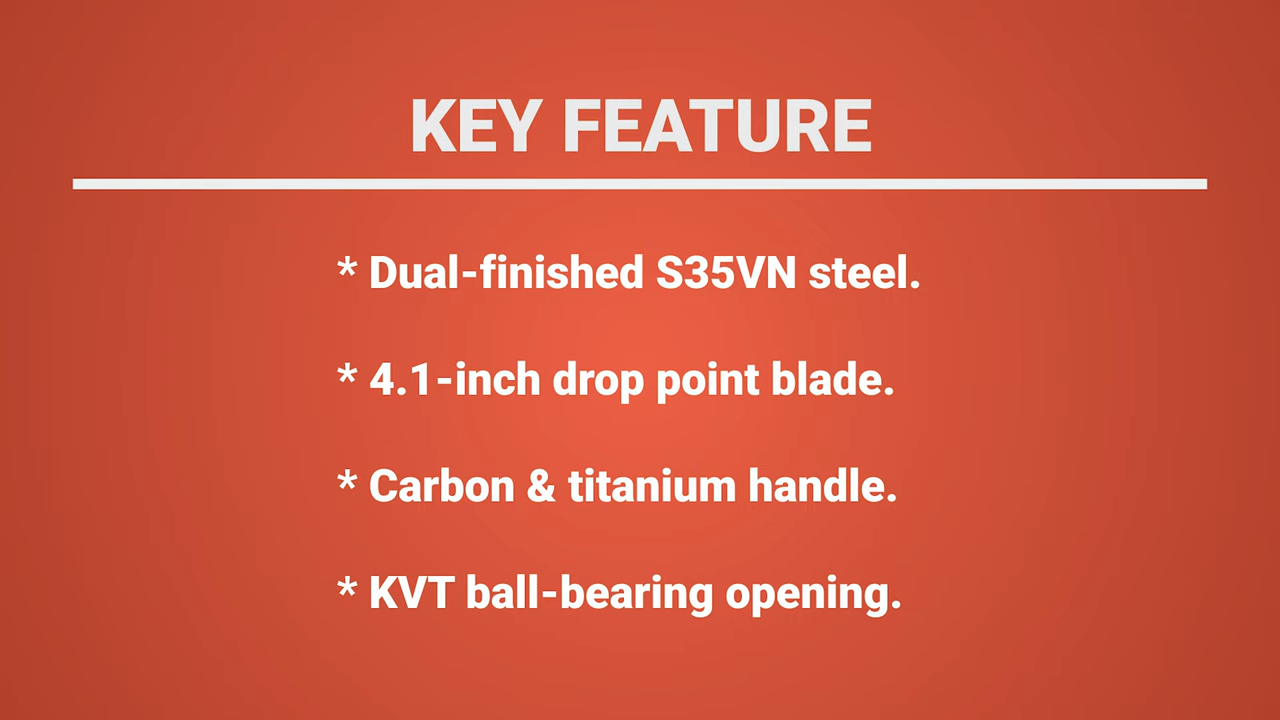 KEY FEATURE
* Dual-finished S35VN steel.
* 4.1-inch drop point blade.
* Carbon & titanium handle.
* KVT ball-bearing opening.